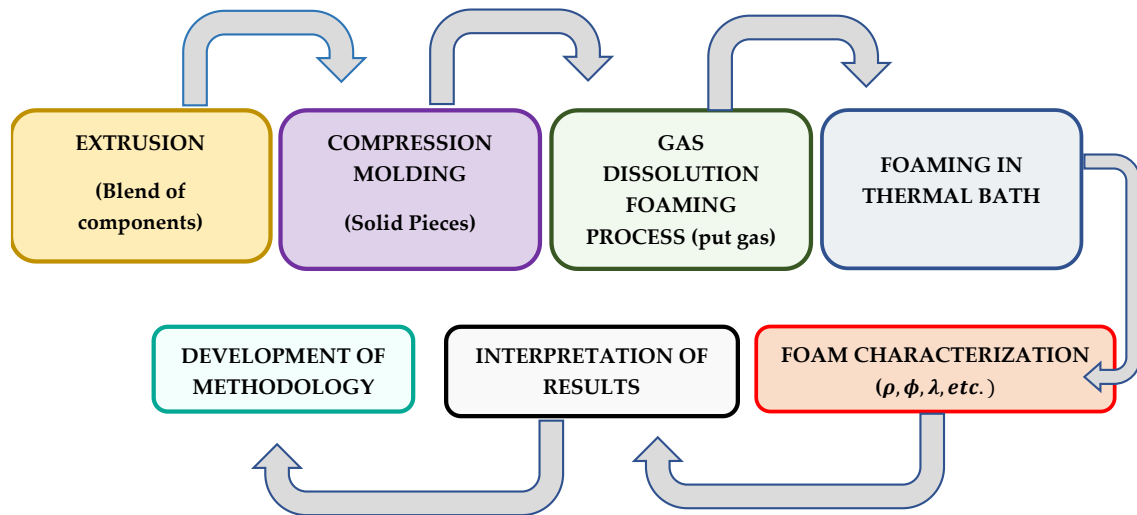 EXTRUSION
(Blend of
components)
COMPRESSION
MOLDING
(Solid Pieces)
GAS
DISSOLUTION
FOAMING
PROCESS (put gas)
FOAMING IN
THERMAL BATH
FOAM CHARACTERIZATION
(ρ, ϕ, λ, etc. )
INTERPRETATION OF
RESULTS
DEVELOPMENT OF
METHODOLOGY